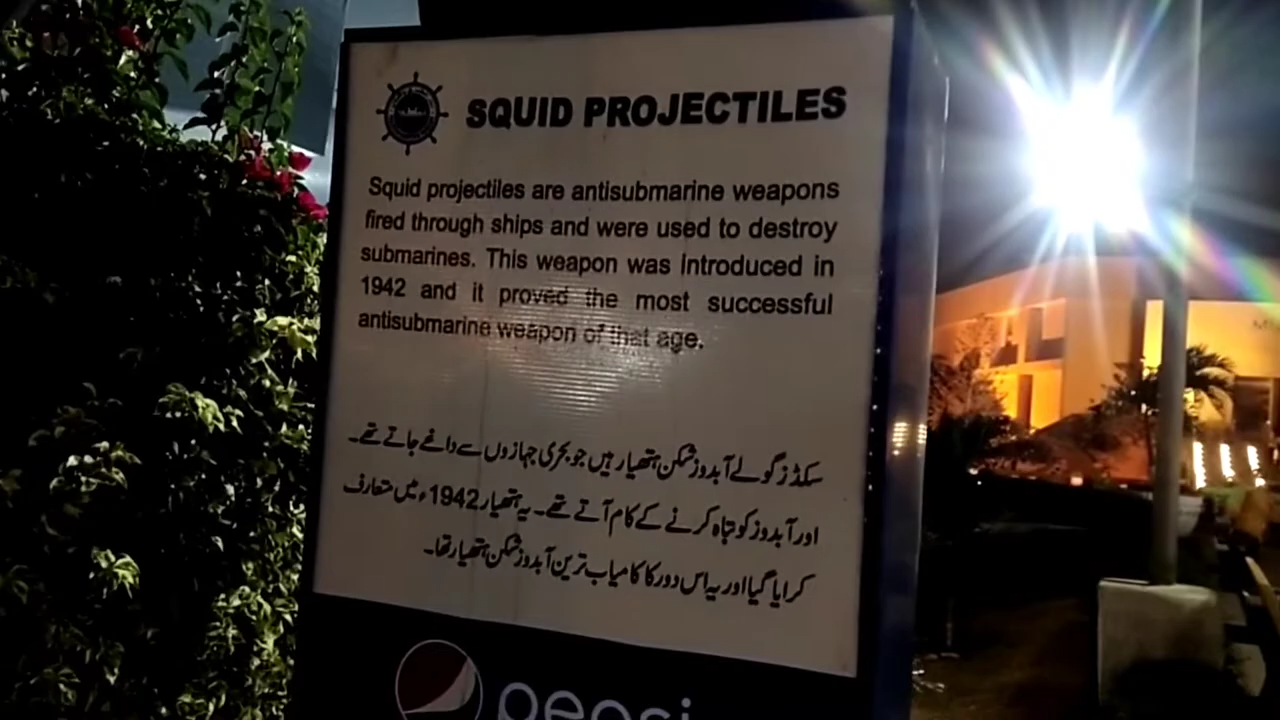 SQUID PROJECTILES
Squid projectiles are antisubmarine weapons
fired through ships and were used to destroy
submarines. This weapon was introduced in
1942 and it proved the most successful
antisubmarine weapon of that age.
سکڈز گولے آبدوز شکن ہتھیار ہیں جو بحری جہازوں سے داغے جاتے تھے۔
اور آبدوز کو تباہ کرنے کے کام آتے تھے۔ یہ ہتھیار 1942ء میں متعارف
کرایا گیا اور یہ اس دور کا کامیاب ترین آبدوز شکن ہتھیار تھا۔
pepsi